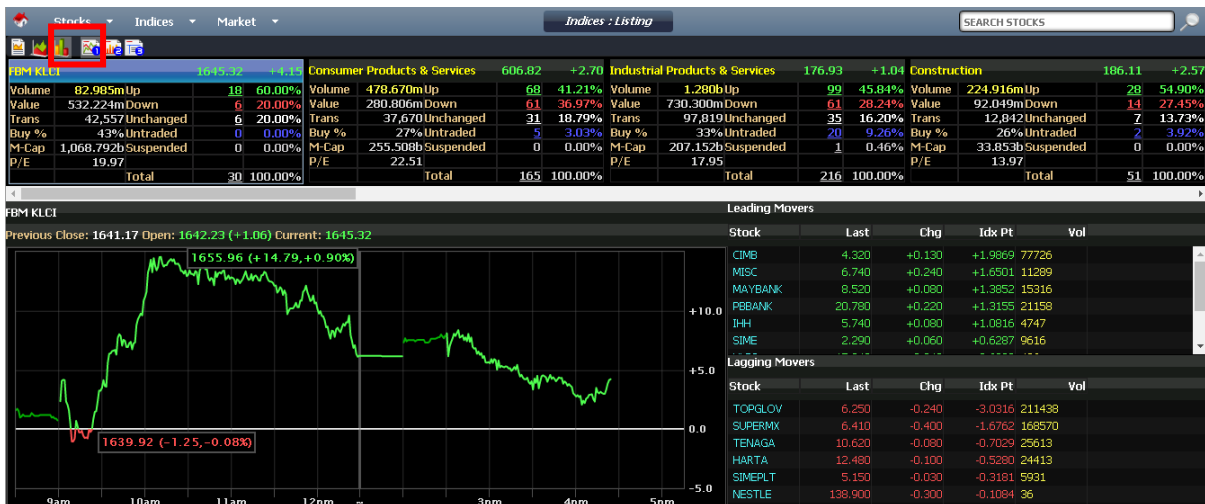 Stocks Indices Market Indices : Listing SEARCH STOCKS
1 2 3
FBM KLCI 1645.32 +4.15 Consumer Products & Services 606.82 +2.70 Industrial Products & Services 176.93 +1.04 Construction 186.11 +2.57
Volume 82.985m Up 18 60.00% Volume 478.670m Up 68 41.21% Volume 1.280b Up 99 45.84% Volume 224.916m Up 28 54.90%
Value 532.224m Down 6 20.00% Value 280.806m Down 61 36.97% Value 730.300m Down 61 28.24% Value 92.049m Down 14 27.45%
Trans 42,557 Unchanged 6 20.00% Trans 37,670 Unchanged 31 18.79% Trans 97,819 Unchanged 35 16.20% Trans 12,842 Unchanged 7 13.73%
Buy % 43% Untraded 0 0.00% Buy % 27% Untraded 5 3.03% Buy % 33% Untraded 20 9.26% Buy % 26% Untraded 2 3.92%
M-Cap 1,068.792b Suspended 0 0.00% M-Cap 255.508b Suspended 0 0.00% M-Cap 207.152b Suspended 1 0.46% M-Cap 33.853b Suspended 0 0.00%
P/E 19.97 P/E 22.51 P/E 17.95 P/E 13.97
Total 30 100.00% Total 165 100.00% Total 216 100.00% Total 51 100.00%
FBM KLCI
Previous Close: 1641.17 Open: 1642.23 (+1.06) Current: 1645.32
1655.96 (+14.79,+0.90%)
1639.92 (-1.25,-0.08%)
+10.0
+5.0
0.0
-5.0
9am 10am 11am 12pm ~ 3pm 4pm 5pm
Leading Movers
Stock Last Chg Idx Pt Vol
CIMB 4.320 +0.130 +1.9869 77726
MISC 6.740 +0.240 +1.6501 11289
MAYBANK 8.520 +0.080 +1.3852 15316
PBBANK 20.780 +0.220 +1.3155 21158
IHH 5.740 +0.080 +1.0816 4747
SIME 2.290 +0.060 +0.6287 9616
Lagging Movers
Stock Last Chg Idx Pt Vol
TOPGLOV 6.250 -0.240 -3.0316 211438
SUPERMX 6.410 -0.400 -1.6762 168570
TENAGA 10.620 -0.080 -0.7029 25613
HARTA 12.480 -0.100 -0.5280 24413
SIMEPLT 5.150 -0.030 -0.3181 5931
NESTLE 138.900 -0.300 -0.1084 36